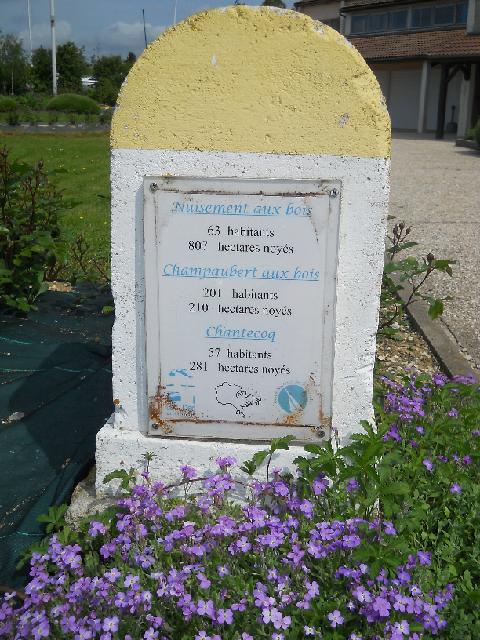 Nuisement aux bois
63 habitants
807 hectares noyés
Champaubert aux bois
201 habitants
210 hectares noyés
Chantecoq
57 habitants
281 hectares noyés